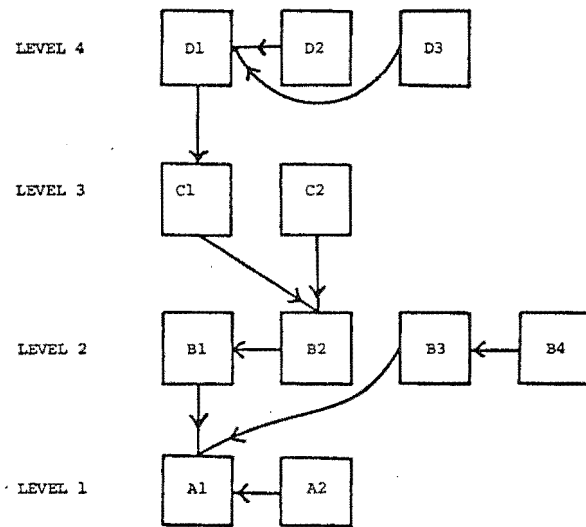 LEVEL 4 D1 D2 D3
LEVEL 3 C1 C2
LEVEL 2 B1 B2 B3 B4
LEVEL 1 A1 A2